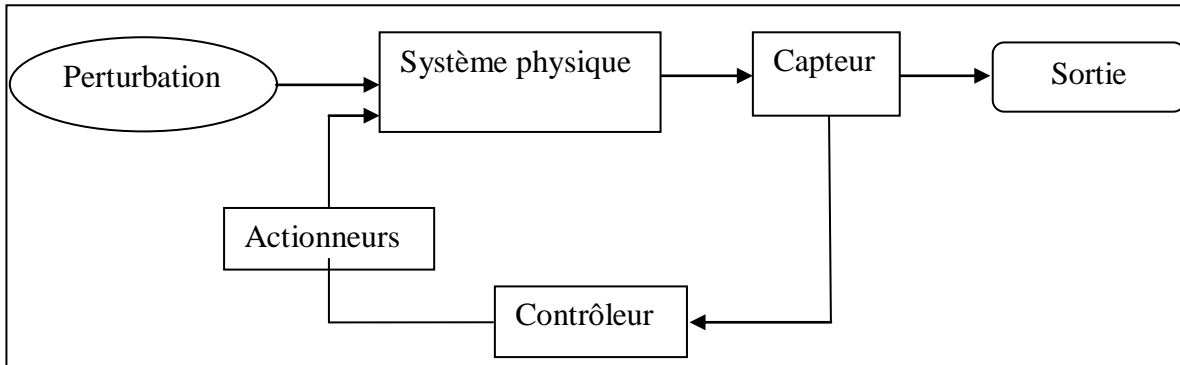 Perturbation
Système physique
Capteur
Sortie
Actionneurs
Contrôleur